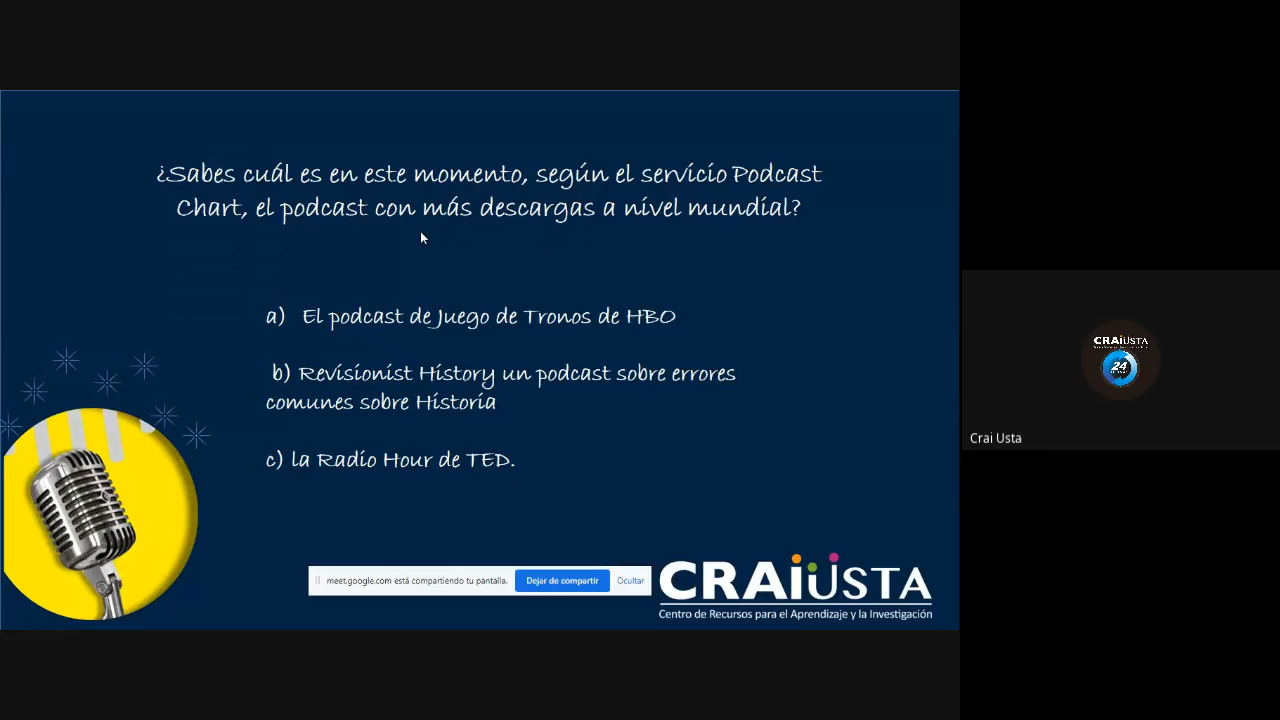 ¿Sabes cuál es en este momento, según el servicio Podcast
Chart, el podcast con más descargas a nivel mundial?
a) El podcast de Juego de Tronos de HBO
b) Revisionist History un podcast sobre errores
comunes sobre Historia
c) la Radio Hour de TED.
meet.google.com está compartiendo tu pantalla. Dejar de compartir Ocultar
CRAIUSTA
Centro de Recursos para el Aprendizaje y la Investigación
CRAIUSTA
24
Crai Usta